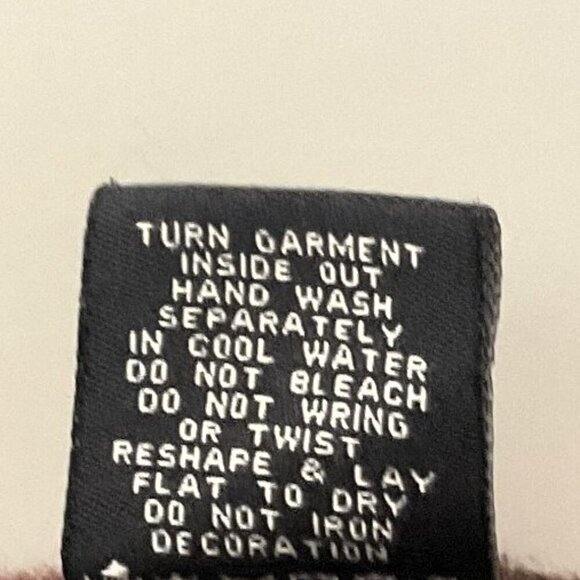 TURN GARMENT
INSIDE OUT
HAND WASH
SEPARATELY
IN COOL WATER
DO NOT BLEACH
DO NOT WRING
OR TWIST
RESHAPE & LAY
FLAT TO DRY
DO NOT IRON
DECORATION